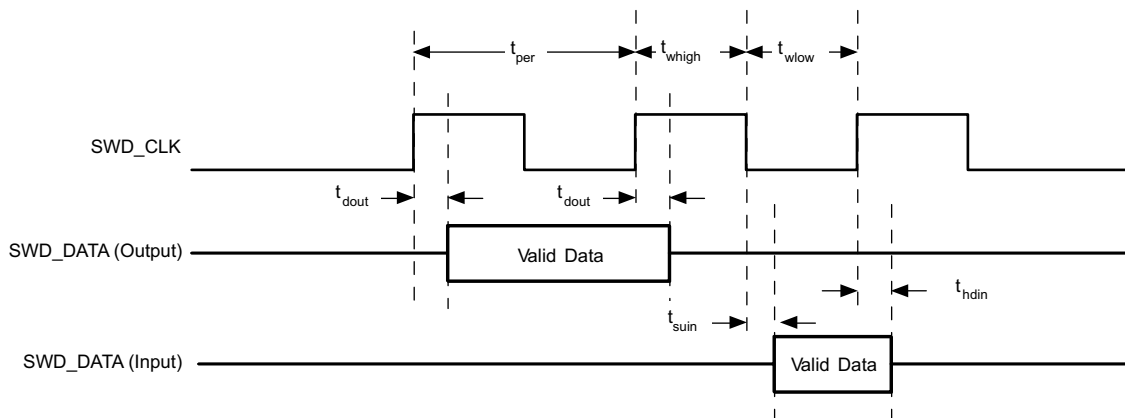 t_per
t_whigh
t_wlow
SWD_CLK
t_dout
t_dout
SWD_DATA (Output)
Valid Data
t_hdin
t_suin
SWD_DATA (Input)
Valid Data